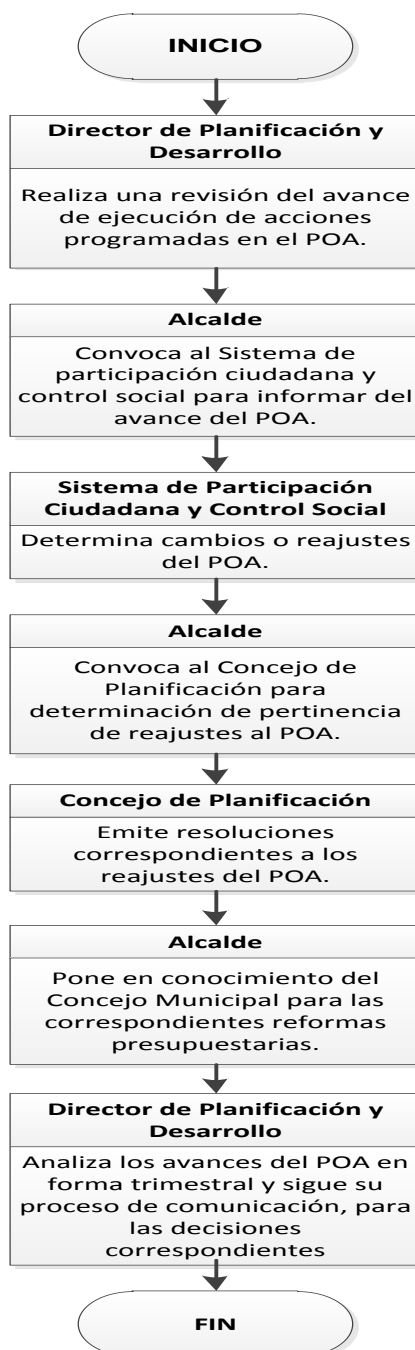 INICIO
Director de Planificación y
Desarrollo
Realiza una revisión del avance
de ejecución de acciones
programadas en el POA.
Alcalde
Convoca al Sistema de
participación ciudadana y
control social para informar del
avance del POA.
Sistema de Participación
Ciudadana y Control Social
Determina cambios o reajustes
del POA.
Alcalde
Convoca al Concejo de
Planificación para
determinación de pertinencia
de reajustes al POA.
Concejo de Planificación
Emite resoluciones
correspondientes a los
reajustes del POA.
Alcalde
Pone en conocimiento del
Concejo Municipal para las
correspondientes reformas
presupuestarias.
Director de Planificación y
Desarrollo
Analiza los avances del POA en
forma trimestral y sigue su
proceso de comunicación, para
las decisiones
correspondientes
FIN